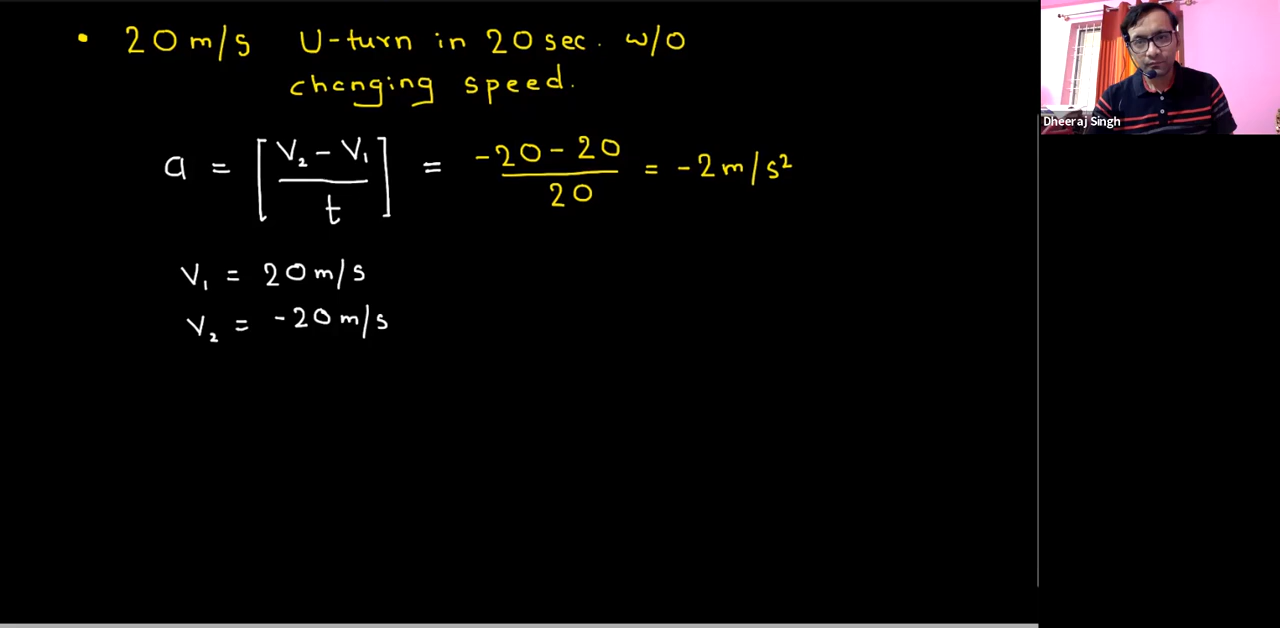 • 20 m/s U-turn in 20 sec. w/o
changing speed.
a = [V₂ - V₁ / t] = -20 - 20 / 20 = -2 m/s²
V₁ = 20 m/s
V₂ = -20 m/s
Dheeraj Singh